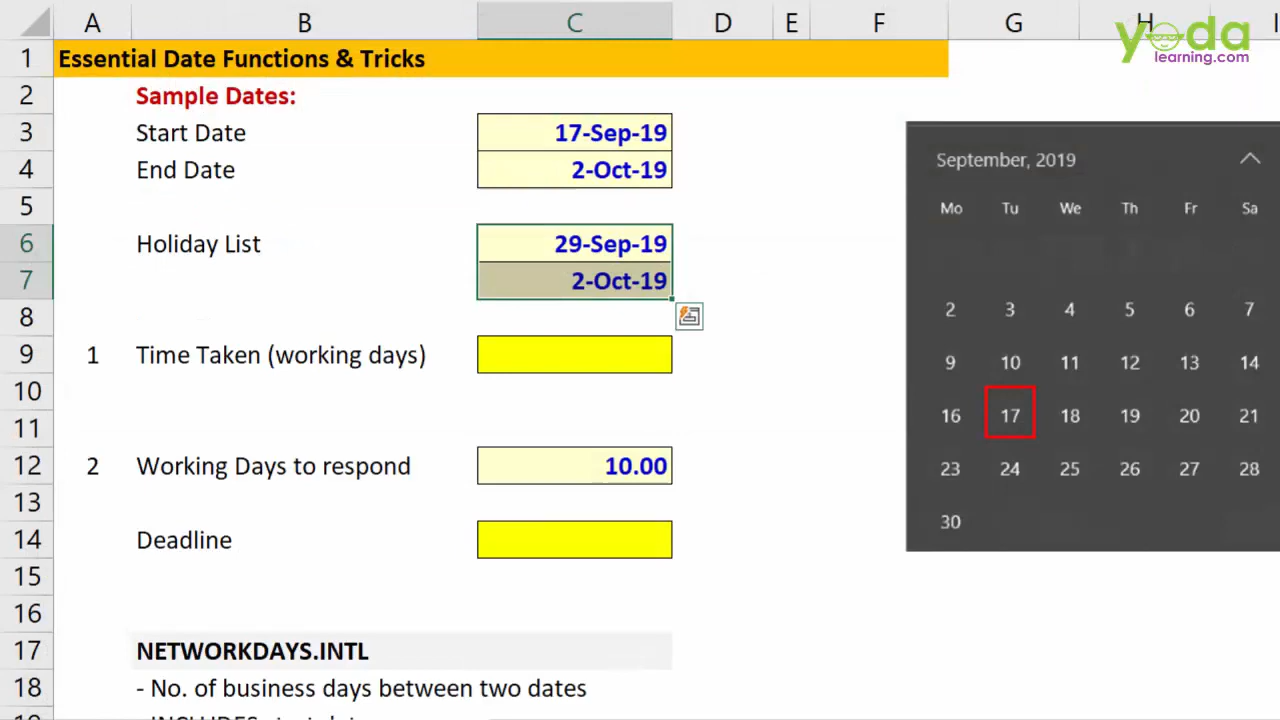 A B C D E F G H I
yoda
learning.com
1 Essential Date Functions & Tricks
2 Sample Dates:
3 Start Date 17-Sep-19
4 End Date 2-Oct-19
5
6 Holiday List 29-Sep-19
7 2-Oct-19
8
9 1 Time Taken (working days)
10
11
12 2 Working Days to respond 10.00
13
14 Deadline
15
16
17 NETWORKDAYS.INTL
18 - No. of business days between two dates
September, 2019
Mo Tu We Th Fr Sa
2 3 4 5 6 7
9 10 11 12 13 14
16 17 18 19 20 21
23 24 25 26 27 28
30